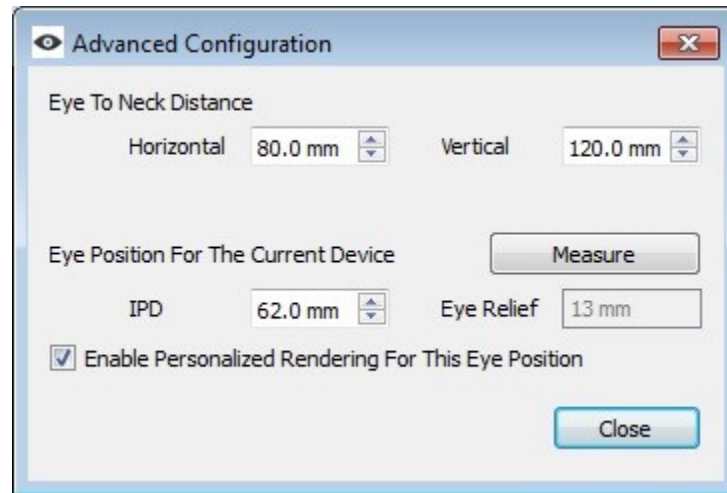 Advanced Configuration
Eye To Neck Distance
Horizontal 80.0 mm Vertical 120.0 mm
Eye Position For The Current Device Measure
IPD 62.0 mm Eye Relief 13 mm
Enable Personalized Rendering For This Eye Position
Close